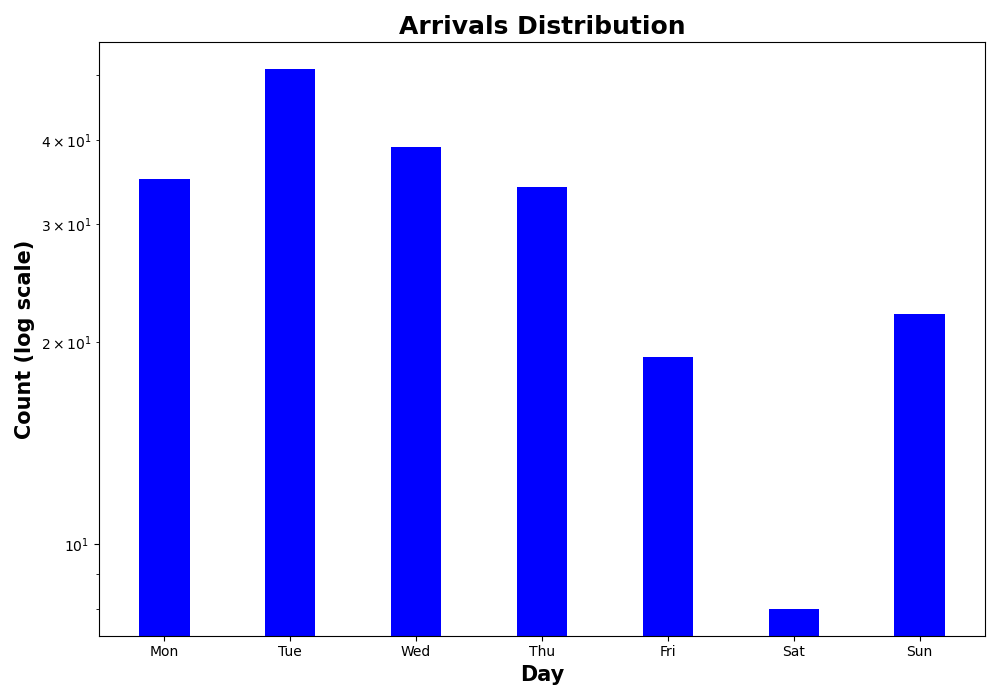 Arrivals Distribution
Count (log scale)
4 × 10¹
3 × 10¹
2 × 10¹
10¹
Mon Tue Wed Thu Fri Sat Sun
Day